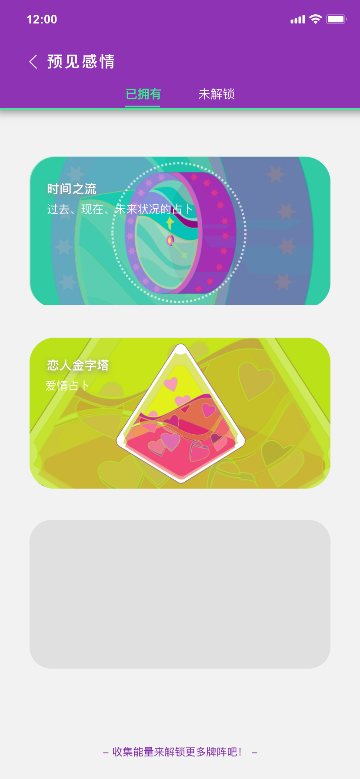 12:00
预见感情
已拥有
未解锁
时间之流
过去、现在、未来状况的占卜
恋人金字塔
爱情占卜
– 收集能量来解锁更多牌阵吧！ –